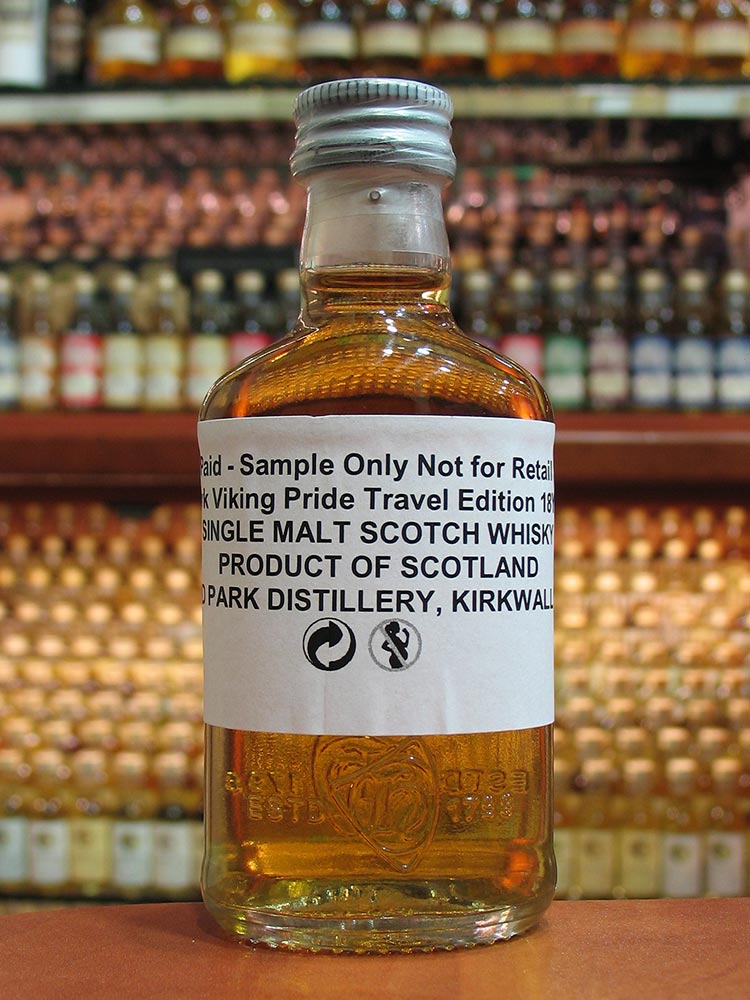 Paid - Sample Only Not for Retail
k Viking Pride Travel Edition 18
SINGLE MALT SCOTCH WHISKY
PRODUCT OF SCOTLAND
PARK DISTILLERY, KIRKWALL
ESTD
ESTD
1798